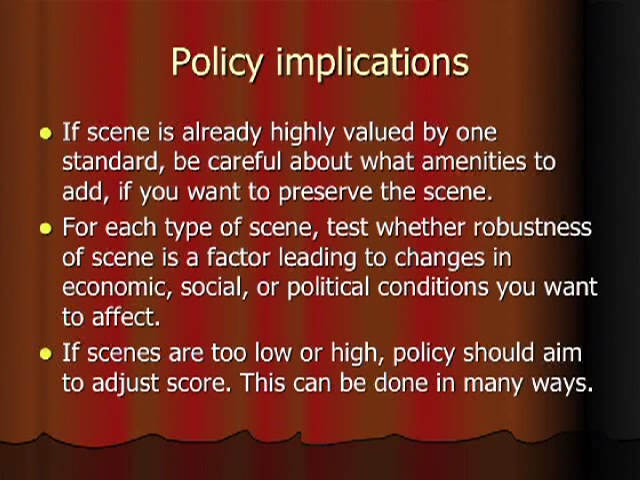 Policy implications
If scene is already highly valued by one
standard, be careful about what amenities to
add, if you want to preserve the scene.
For each type of scene, test whether robustness
of scene is a factor leading to changes in
economic, social, or political conditions you want
to affect.
If scenes are too low or high, policy should aim
to adjust score. This can be done in many ways.